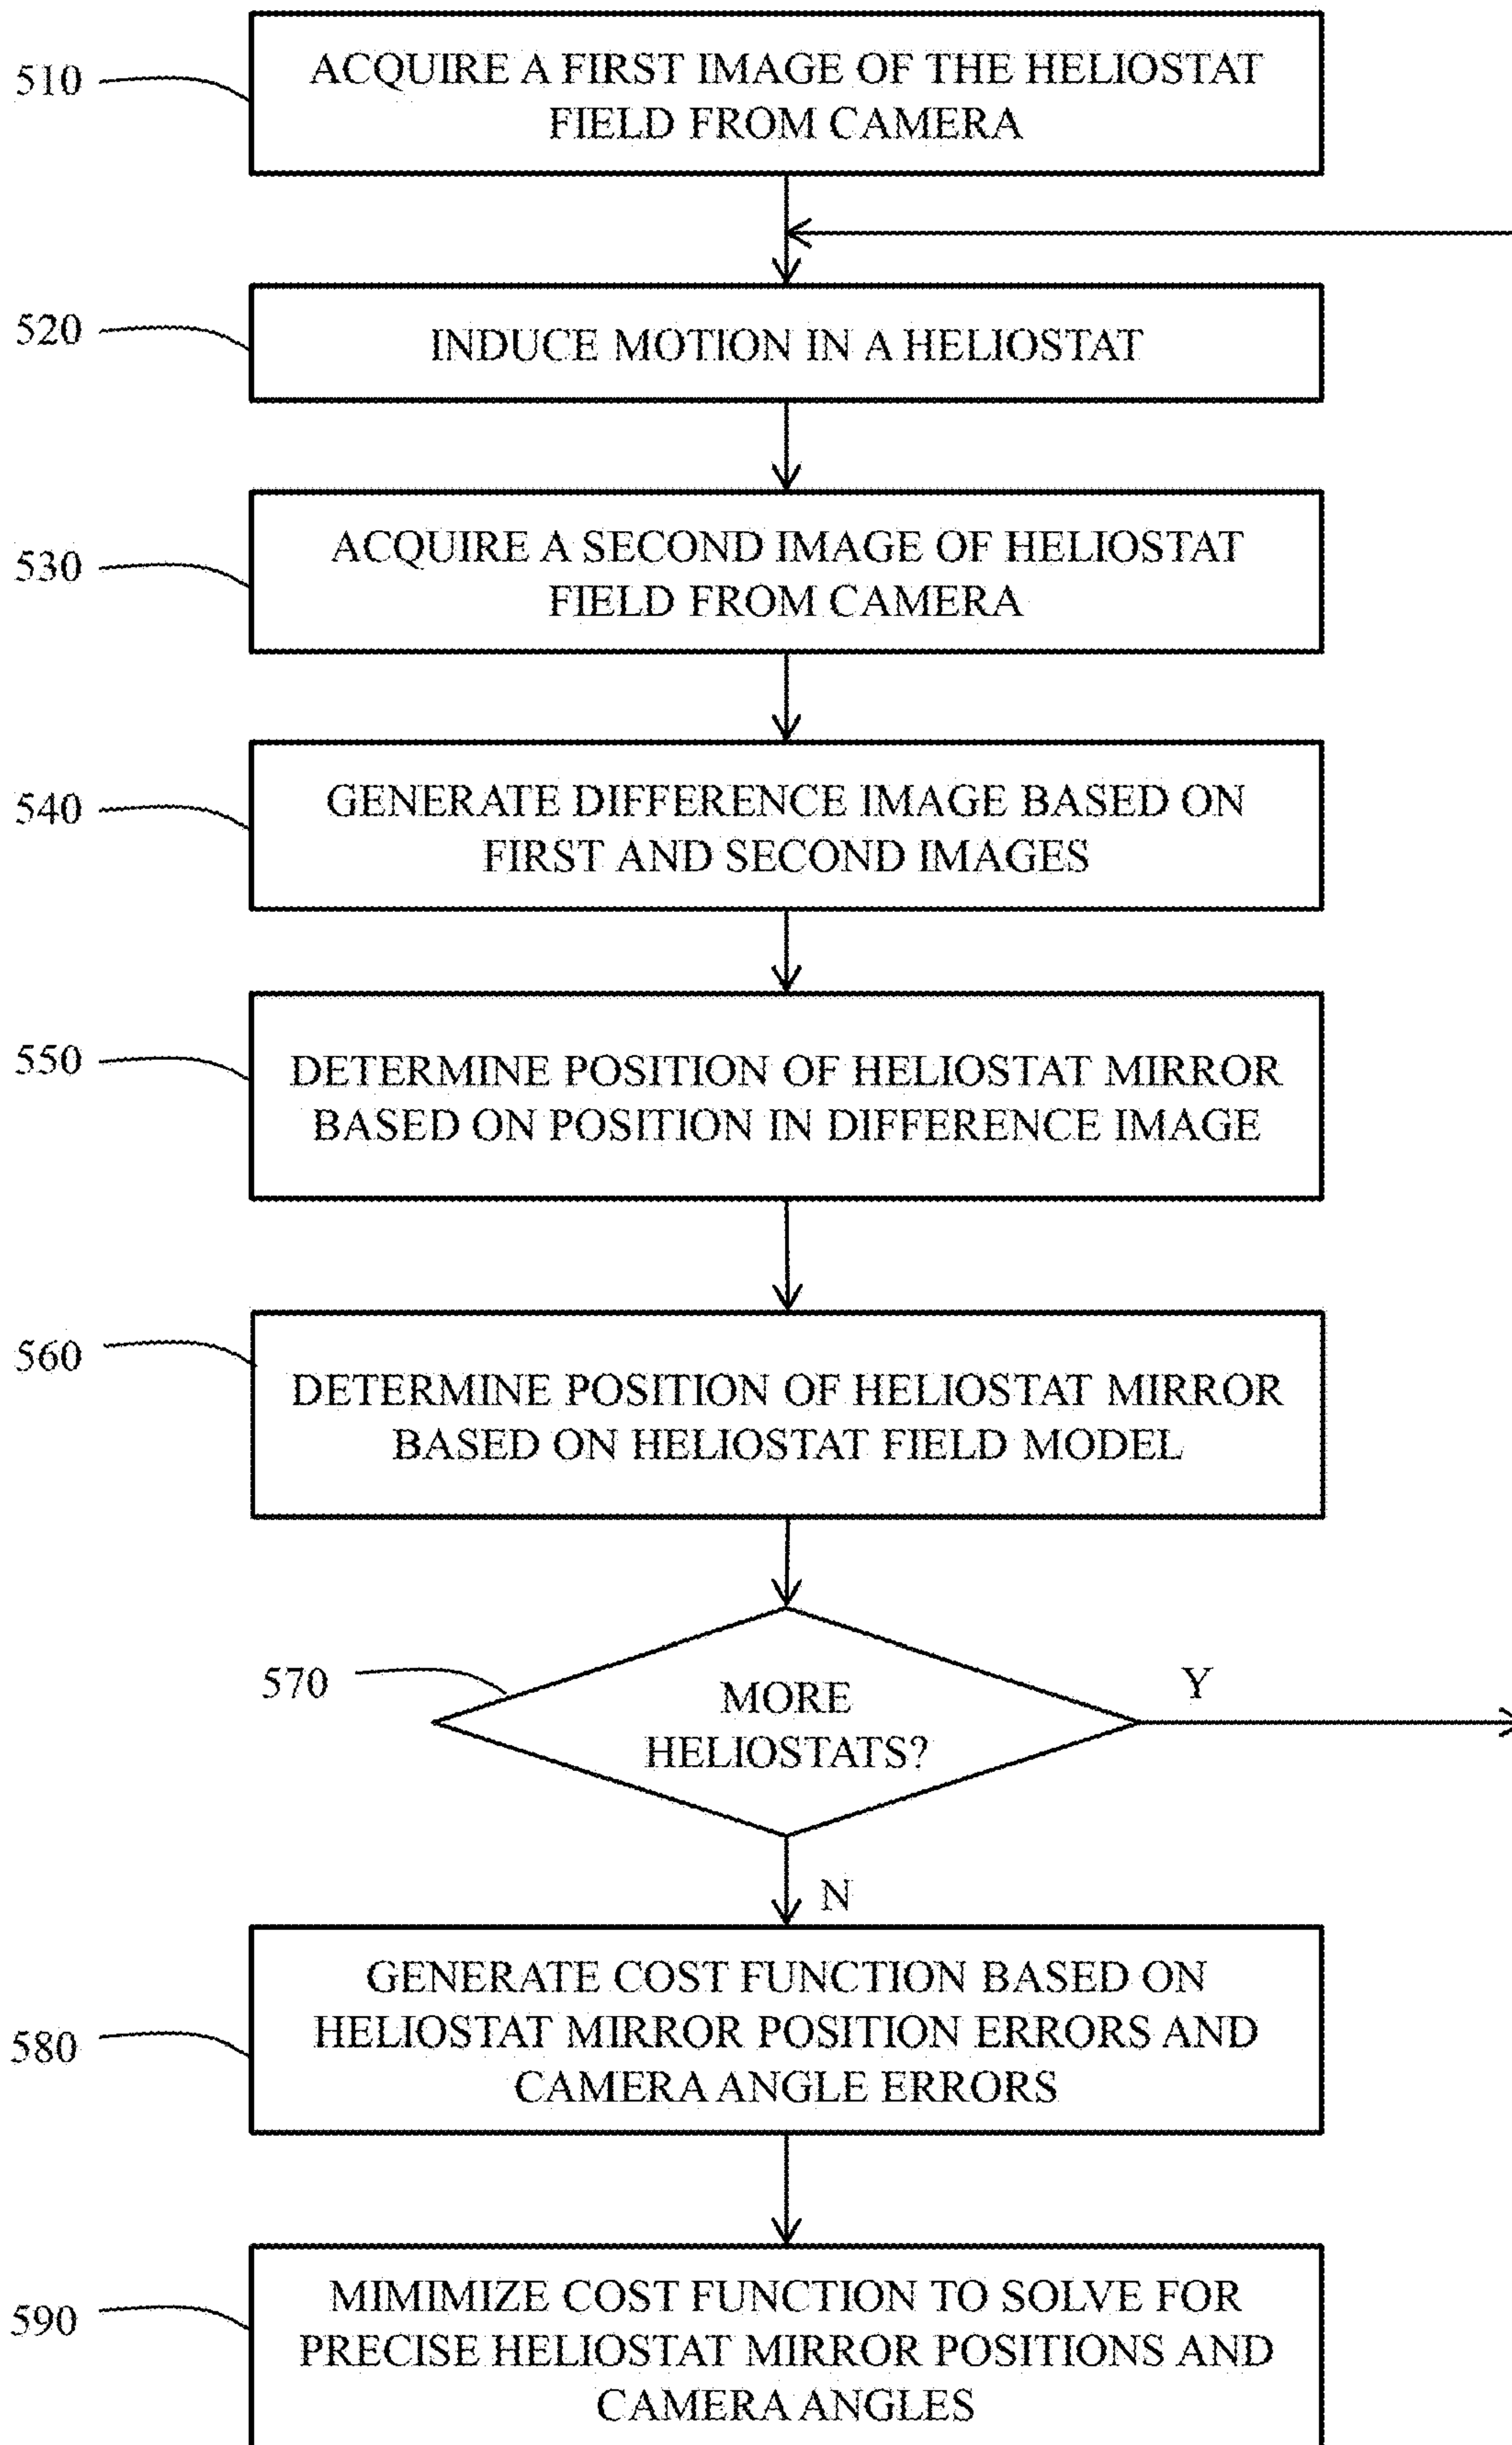 510
ACQUIRE A FIRST IMAGE OF THE HELIOSTAT
FIELD FROM CAMERA
520
INDUCE MOTION IN A HELIOSTAT
530
ACQUIRE A SECOND IMAGE OF HELIOSTAT
FIELD FROM CAMERA
540
GENERATE DIFFERENCE IMAGE BASED ON
FIRST AND SECOND IMAGES
550
DETERMINE POSITION OF HELIOSTAT MIRROR
BASED ON POSITION IN DIFFERENCE IMAGE
560
DETERMINE POSITION OF HELIOSTAT MIRROR
BASED ON HELIOSTAT FIELD MODEL
570
MORE
HELIOSTATS?
Y
N
580
GENERATE COST FUNCTION BASED ON
HELIOSTAT MIRROR POSITION ERRORS AND
CAMERA ANGLE ERRORS
590
MIMIMIZE COST FUNCTION TO SOLVE FOR
PRECISE HELIOSTAT MIRROR POSITIONS AND
CAMERA ANGLES